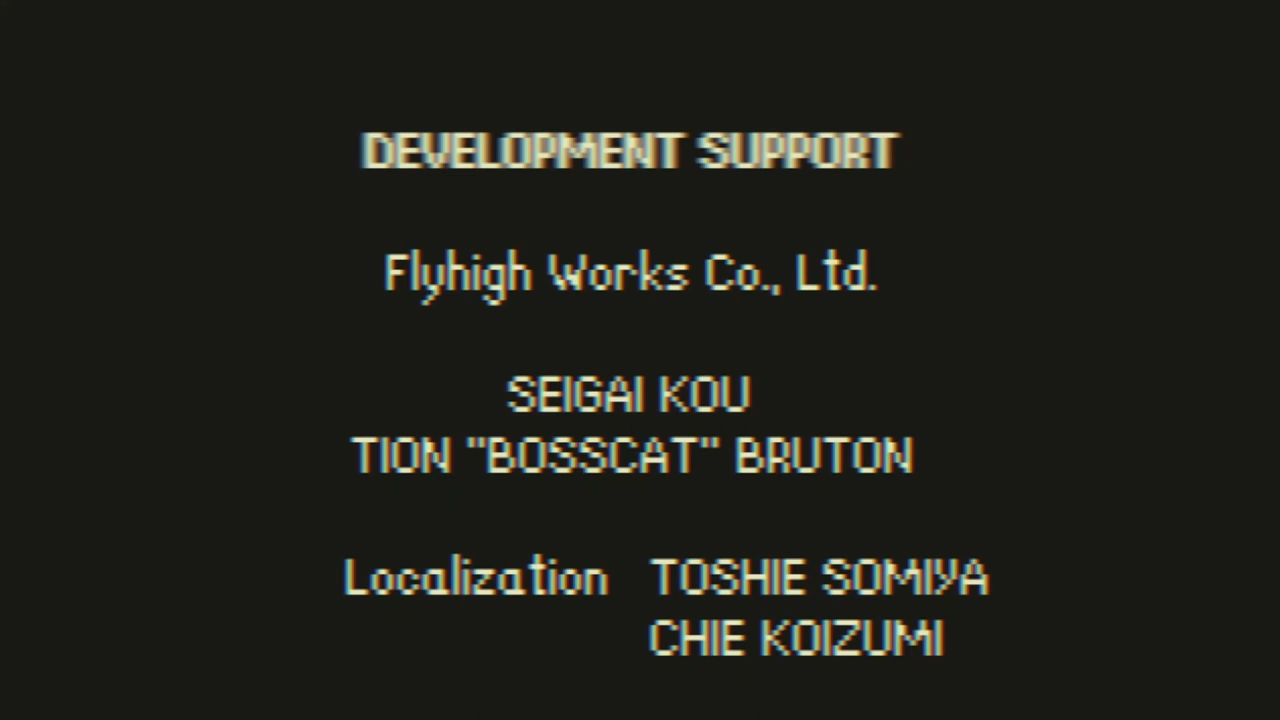 DEVELOPMENT SUPPORT
Flyhigh Works Co., Ltd.
SEIGAI KOU
TION "BOSSCAT" BRUTON
Localization TOSHIE SOMIYA
CHIE KOIZUMI